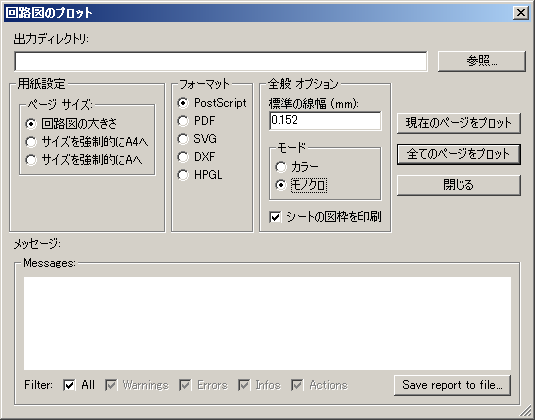 回路図のプロット
出力ディレクトリ:
参照...
用紙設定
ページ サイズ:
回路図の大きさ
サイズを強制的にA4へ
サイズを強制的にAへ
フォーマット
PostScript
PDF
SVG
DXF
HPGL
全般 オプション
標準の線幅 (mm):
0.152
モード
カラー
モノクロ
シートの図枠を印刷
現在のページをプロット
全てのページをプロット
閉じる
メッセージ:
Messages:
Filter:
All
Warnings
Errors
Infos
Actions
Save report to file...